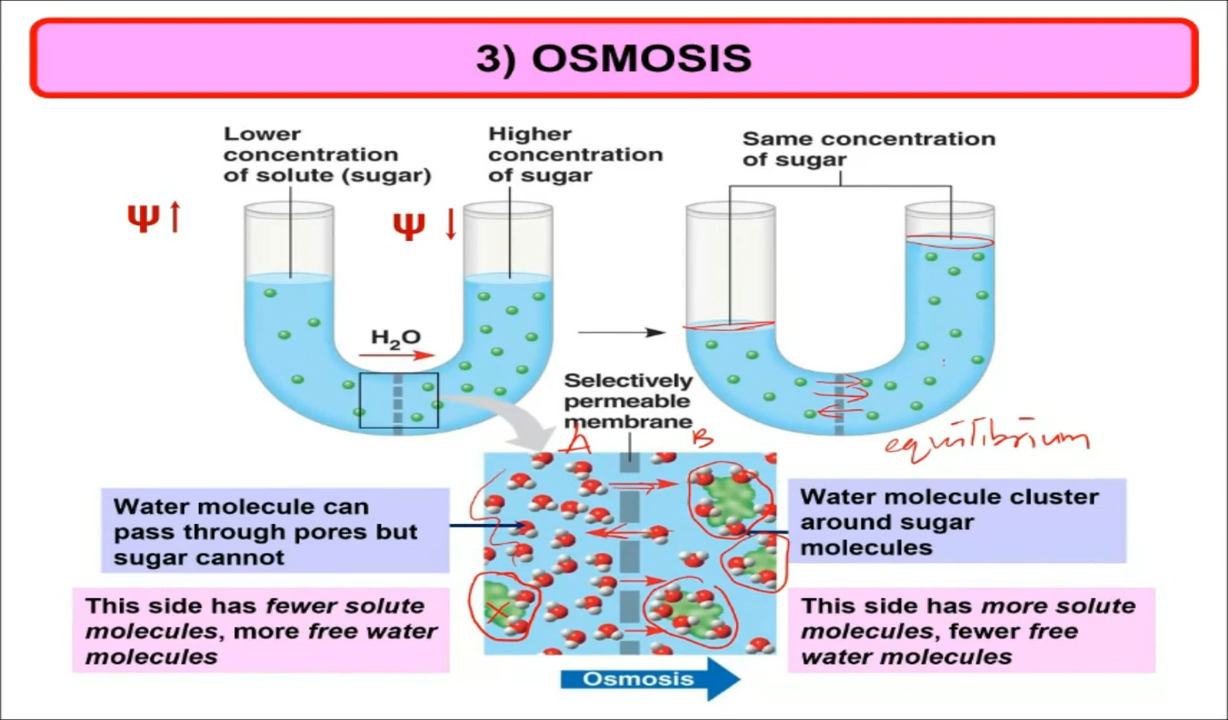 3) OSMOSIS
Lower
concentration
of solute (sugar)
Higher
concentration
of sugar
Same concentration
of sugar
Ψ↑
Ψ↓
H₂O
Selectively
permeable
membrane
A
B
equilibrium
Water molecule can
pass through pores but
sugar cannot
Water molecule cluster
around sugar
molecules
This side has fewer solute
molecules, more free water
molecules
This side has more solute
molecules, fewer free
water molecules
Osmosis